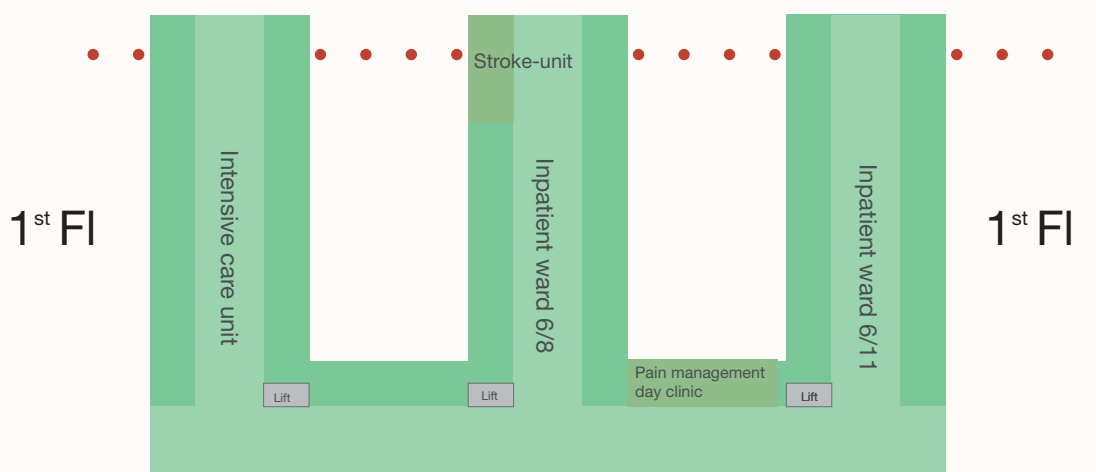 Stroke-unit
Intensive care unit
Inpatient ward 6/8
Inpatient ward 6/11
1st Fl
1st Fl
Pain management
day clinic
Lift
Lift
Lift